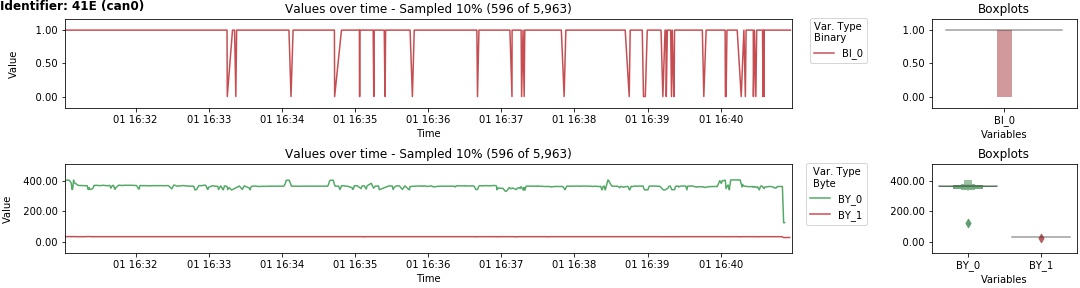 Identifier: 41E (can0)
Values over time - Sampled 10% (596 of 5,963)
Boxplots
Value
1.00
0.50
0.00
01 16:32 01 16:33 01 16:34 01 16:35 01 16:36 01 16:37 01 16:38 01 16:39 01 16:40
Time
Var. Type
Binary
BI_0
1.00
0.50
0.00
BI_0
Variables
Values over time - Sampled 10% (596 of 5,963)
Boxplots
Value
400.00
200.00
0.00
01 16:32 01 16:33 01 16:34 01 16:35 01 16:36 01 16:37 01 16:38 01 16:39 01 16:40
Time
Var. Type
Byte
BY_0
BY_1
400.00
200.00
0.00
BY_0 BY_1
Variables